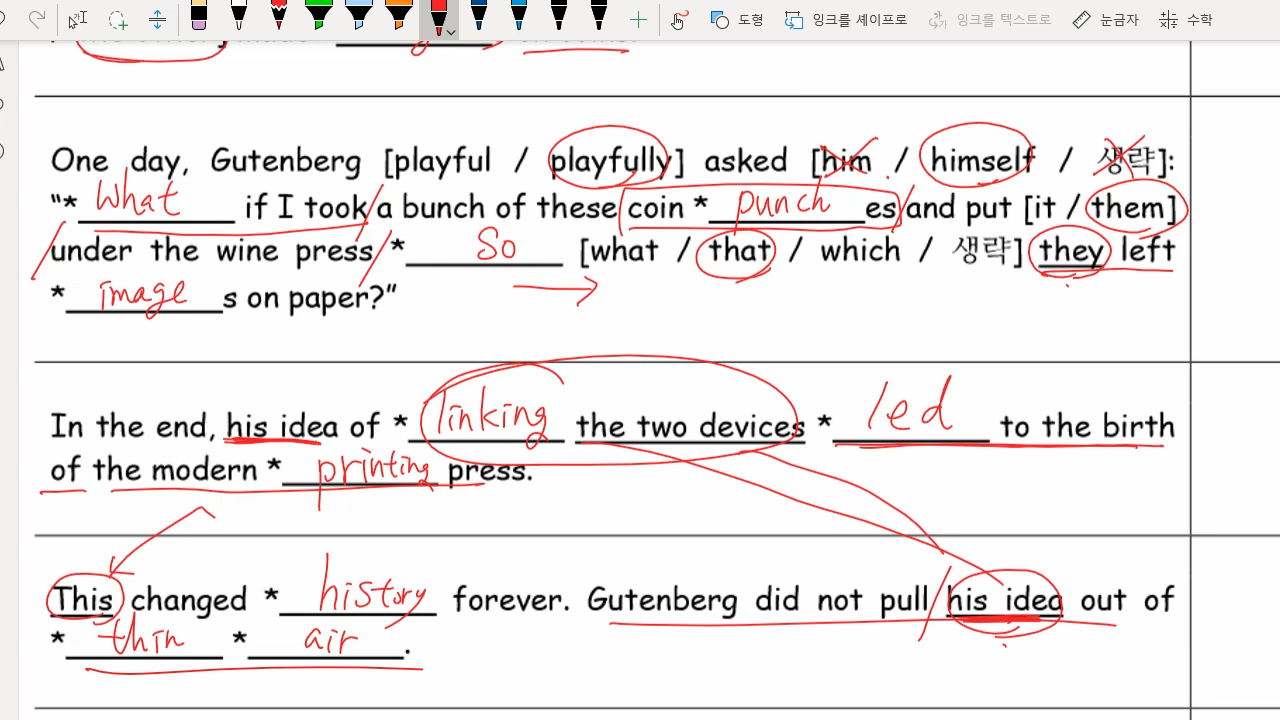 도형 잉크를 셰이프로 잉크를 텍스트로 눈금자 수학
One day, Gutenberg [playful / playfully] asked [him / himself / 생략]:
“* what if I took a bunch of these coin * punch es and put [it / them]
under the wine press * so [what / that / which / 생략] they left
* image s on paper?”
In the end, his idea of * linking the two devices * led to the birth
of the modern * printing press.
This changed * history forever. Gutenberg did not pull his idea out of
* thin * air .